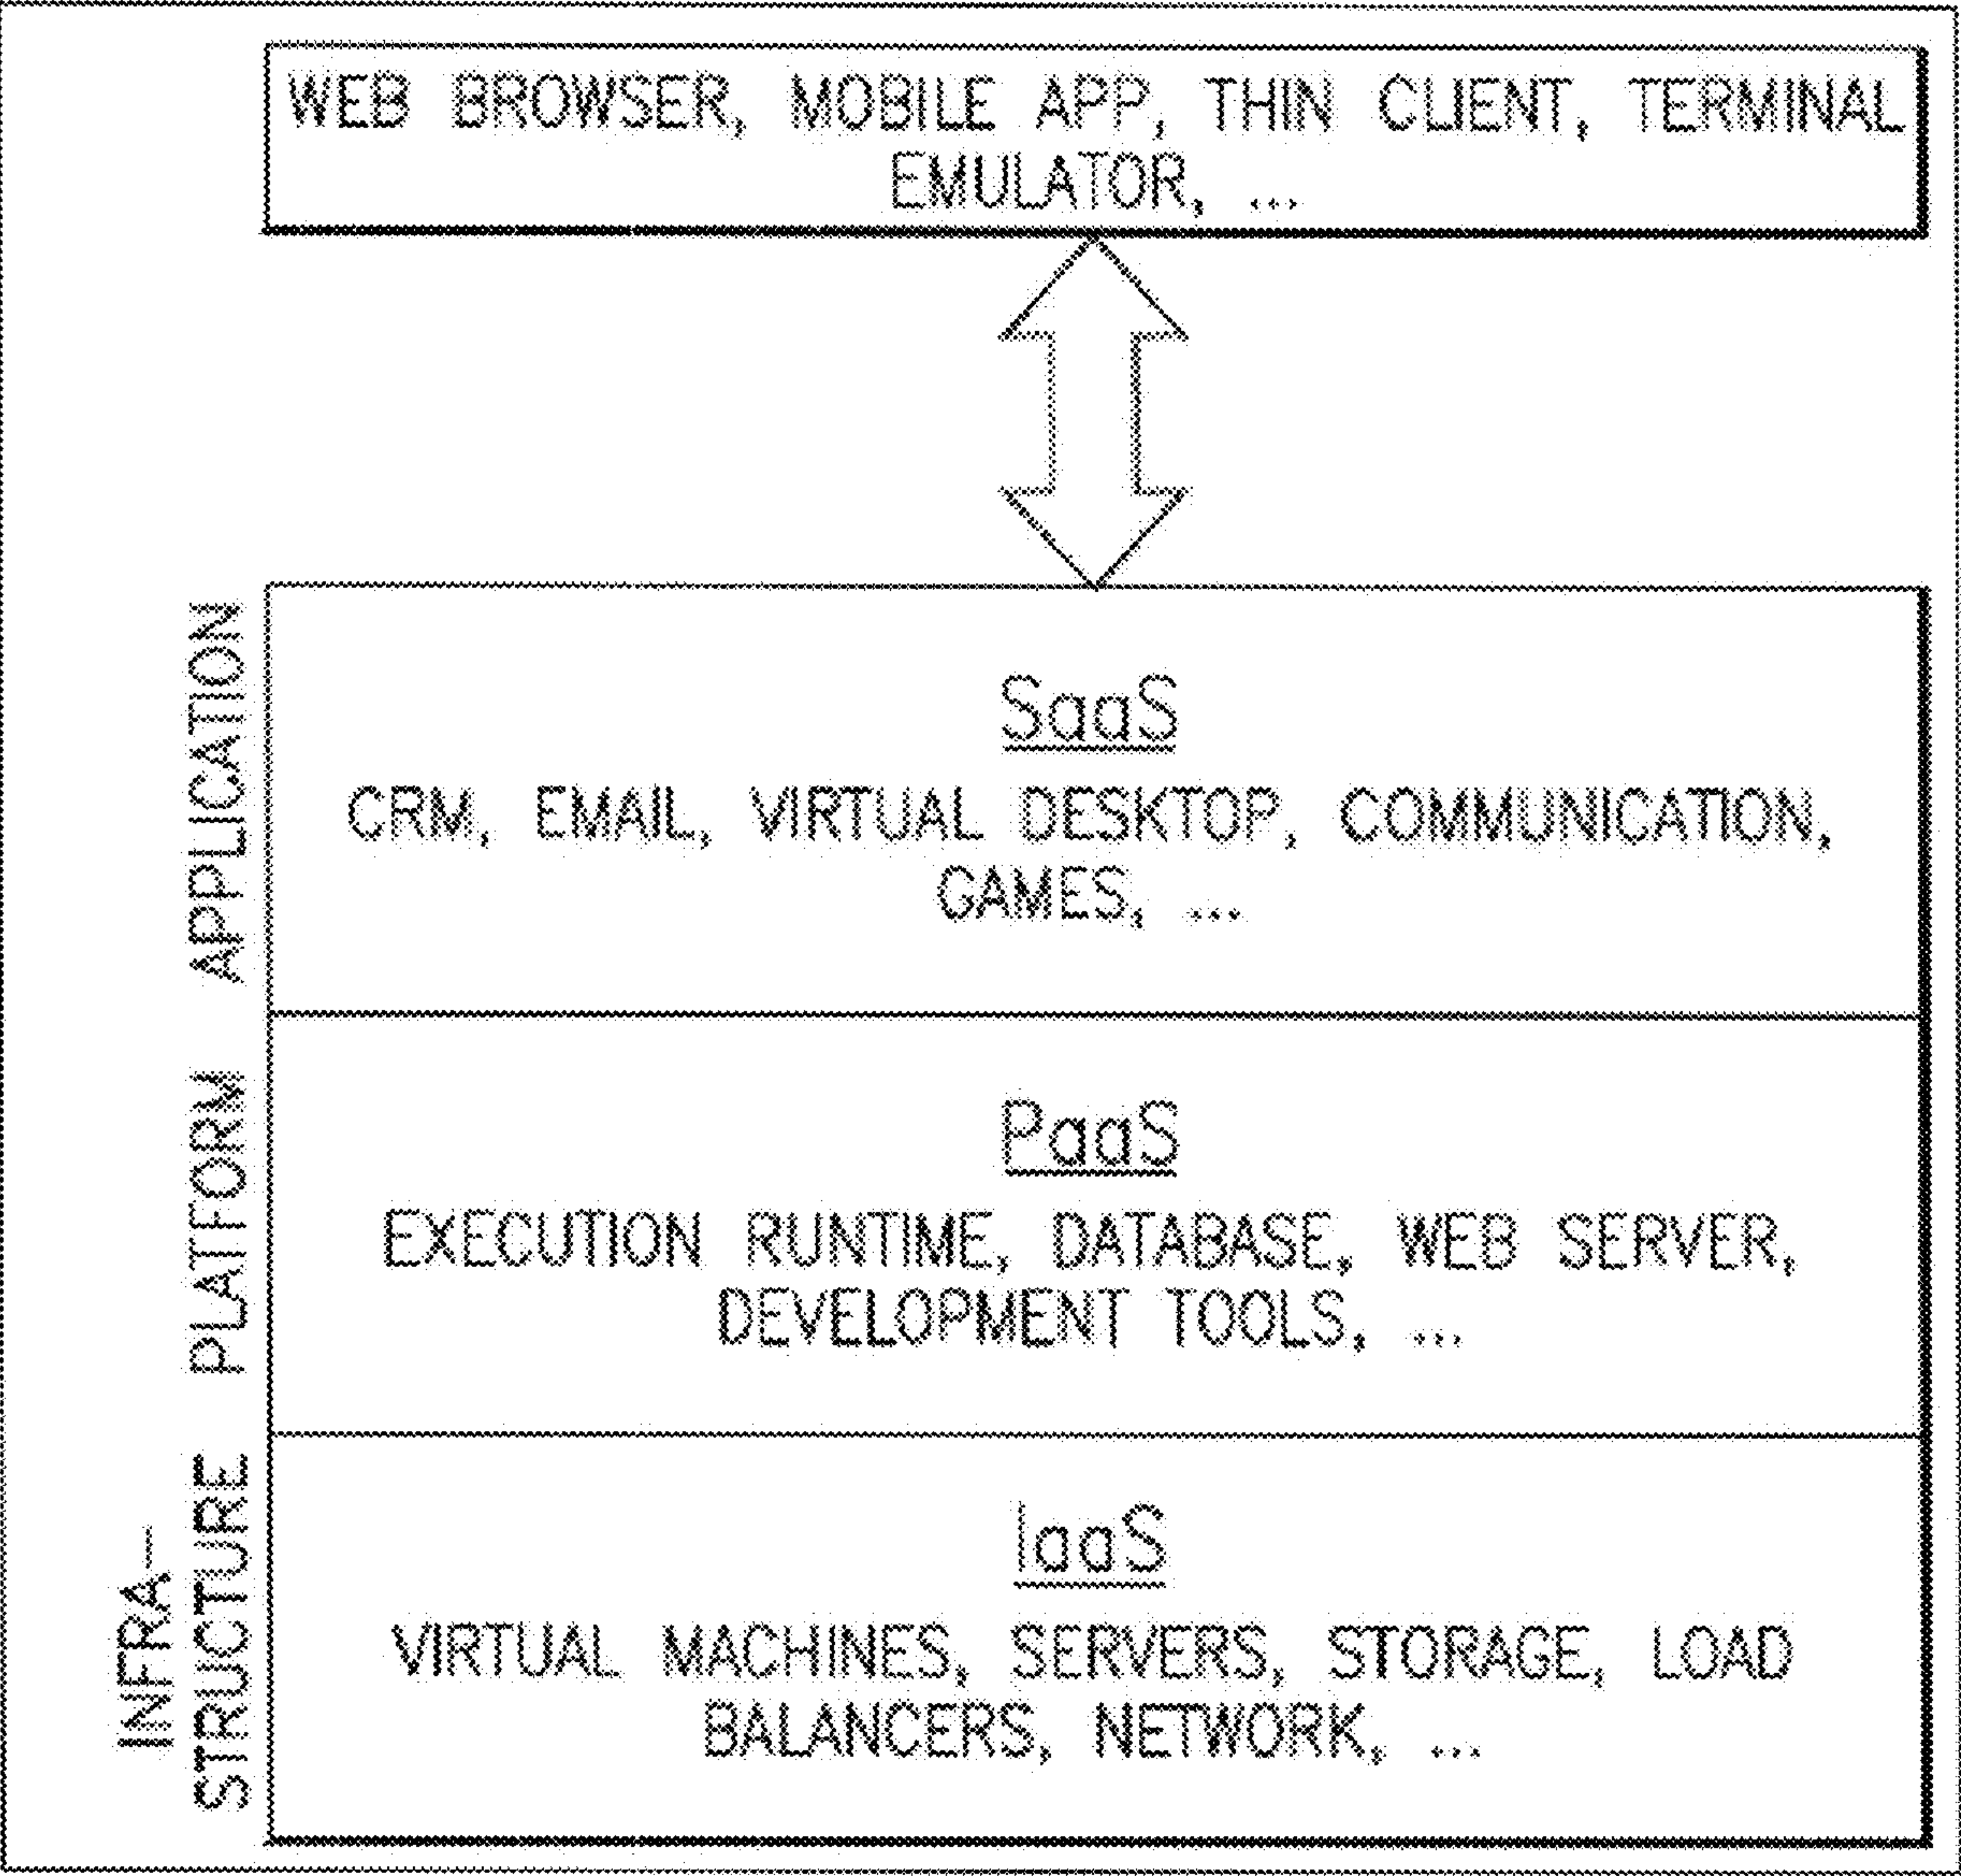 WEB BROWSER, MOBILE APP, THIN CLIENT, TERMINAL
EMULATOR, ...
APPLICATION
SaaS
CRM, EMAIL, VIRTUAL DESKTOP, COMMUNICATION,
GAMES, ...
PLATFORM
PaaS
EXECUTION RUNTIME, DATABASE, WEB SERVER,
DEVELOPMENT TOOLS, ...
INFRA—
STRUCTURE
IaaS
VIRTUAL MACHINES, SERVERS, STORAGE, LOAD
BALANCERS, NETWORK, ...